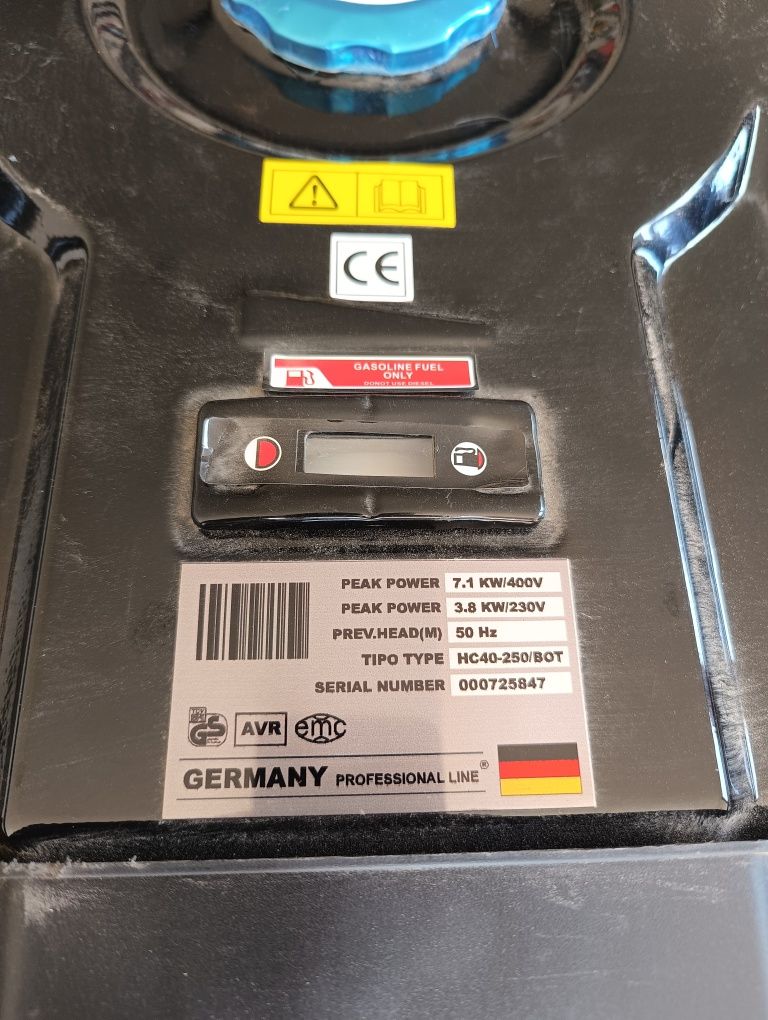 CE
GASOLINE FUEL
ONLY
DONOT USE DIESEL
PEAK POWER 7.1 KW/400V
PEAK POWER 3.8 KW/230V
PREV.HEAD(M) 50 Hz
TIPO TYPE HC40-250/BOT
SERIAL NUMBER 000725847
GS AVR emc
GERMANY PROFESSIONAL LINE ®